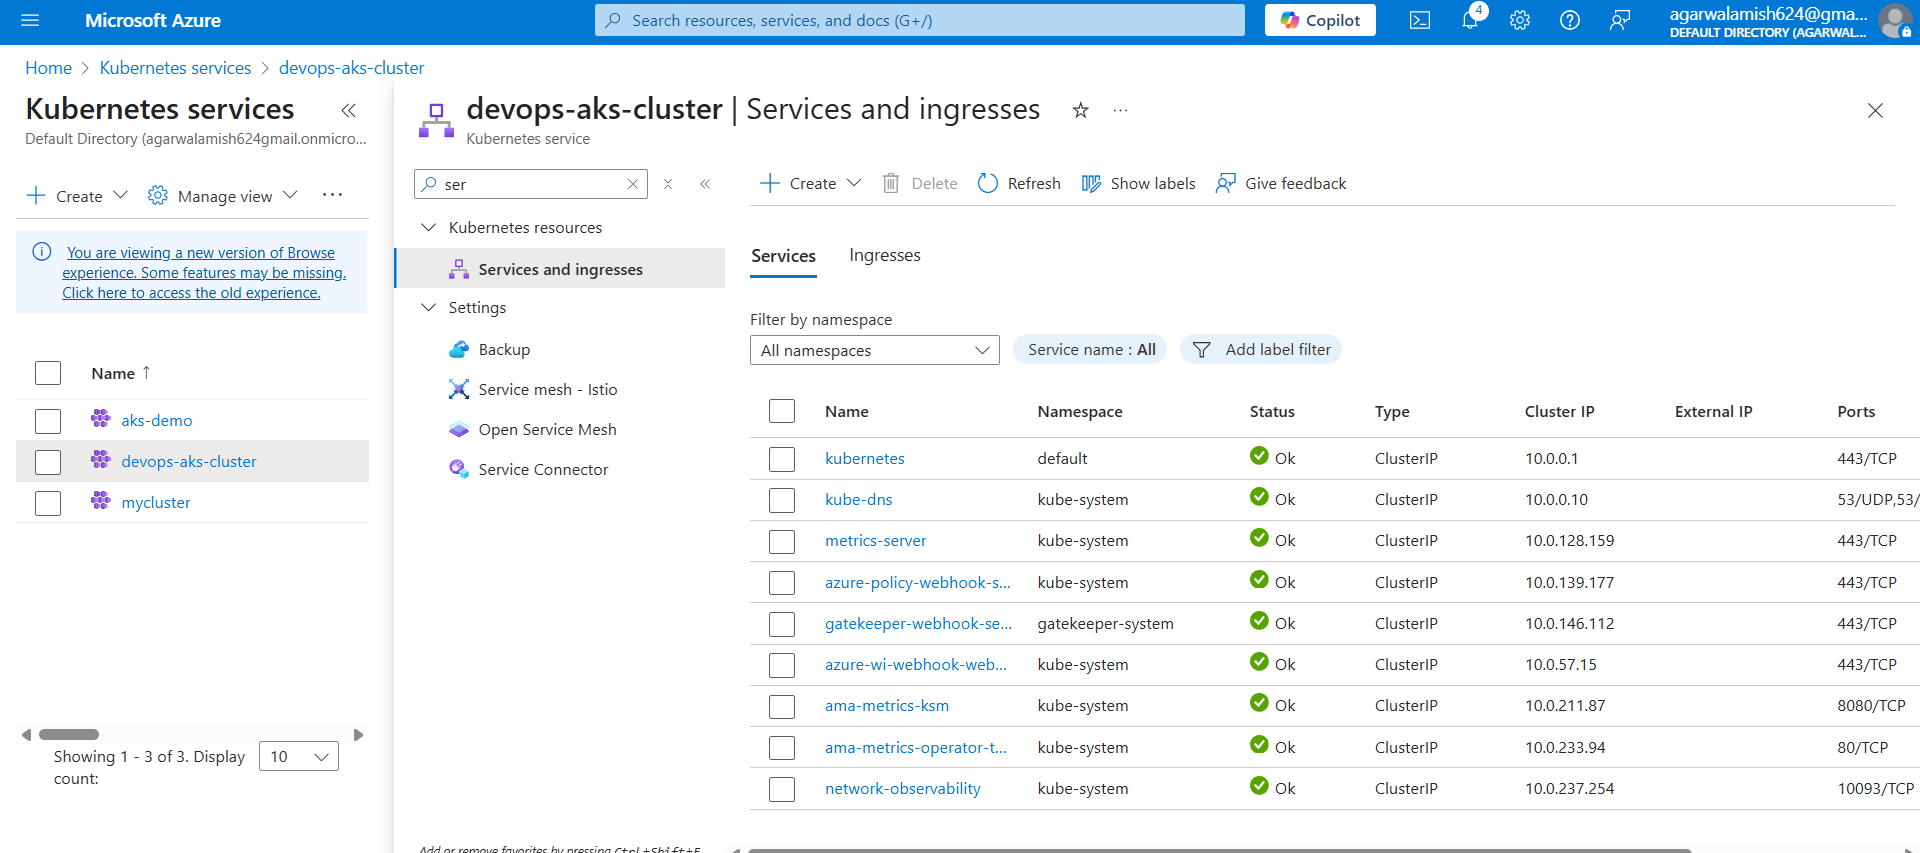 Microsoft Azure
Search resources, services, and docs (G+/)
Copilot
4
agarwalamish624@gma...
DEFAULT DIRECTORY (AGARWAL...
Home > Kubernetes services > devops-aks-cluster
Kubernetes services
Default Directory (agarwalamish624gmail.onmicro...
Create
Manage view
You are viewing a new version of Browse
experience. Some features may be missing.
Click here to access the old experience.
Name ↑
aks-demo
devops-aks-cluster
mycluster
Showing 1 - 3 of 3. Display
count:
10
devops-aks-cluster | Services and ingresses
Kubernetes service
ser
Kubernetes resources
Services and ingresses
Settings
Backup
Service mesh - Istio
Open Service Mesh
Service Connector
Add or remove favorites by pressing Ctrl+Shift+F
Create
Delete
Refresh
Show labels
Give feedback
Services
Ingresses
Filter by namespace
All namespaces
Service name : All
Add label filter
Name Namespace Status Type Cluster IP External IP Ports
kubernetes default Ok ClusterIP 10.0.0.1 443/TCP
kube-dns kube-system Ok ClusterIP 10.0.0.10 53/UDP,53/
metrics-server kube-system Ok ClusterIP 10.0.128.159 443/TCP
azure-policy-webhook-s... kube-system Ok ClusterIP 10.0.139.177 443/TCP
gatekeeper-webhook-se... gatekeeper-system Ok ClusterIP 10.0.146.112 443/TCP
azure-wi-webhook-web... kube-system Ok ClusterIP 10.0.57.15 443/TCP
ama-metrics-ksm kube-system Ok ClusterIP 10.0.211.87 8080/TCP
ama-metrics-operator-t... kube-system Ok ClusterIP 10.0.233.94 80/TCP
network-observability kube-system Ok ClusterIP 10.0.237.254 10093/TCP